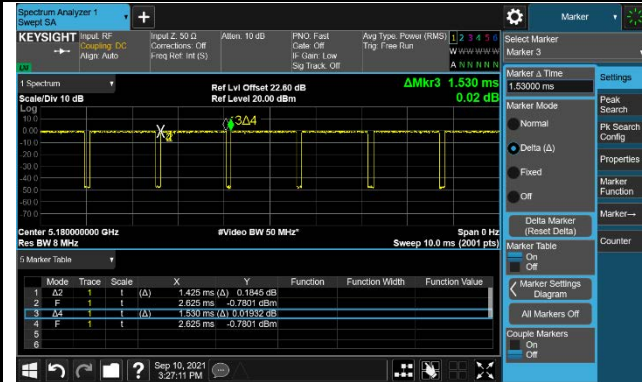 Spectrum Analyzer 1
Swept SA
Marker
KEYSIGHT
Input: RF
Coupling: DC
Align: Auto
Input Z: 50 Ω
Corrections: Off
Freq Ref: Int (S)
Atten: 10 dB
PNO: Fast
Gate: Off
IF Gain: Low
Sig Track: Off
Avg Type: Power (RMS)
Trig: Free Run
1 2 3 4 5 6
W W W W W W
A N N N N N
Select Marker
Marker 3
1 Spectrum
Scale/Div 10 dB
Ref Lvl Offset 22.60 dB
Ref Level 20.00 dBm
ΔMkr3 1.530 ms
0.02 dB
Log
10.0
0.00
-10.0
-20.0
-30.0
-40.0
-50.0
-60.0
-70.0
3Δ4
Center 5.180000000 GHz
Res BW 8 MHz
#Video BW 50 MHz*
Span 0 Hz
Sweep 10.0 ms (2001 pts)
5 Marker Table
Mode Trace Scale X Y Function Function Width Function Value
1 Δ2 1 t (Δ) 1.425 ms (Δ) 0.1845 dB
2 F 1 t 2.625 ms -0.7801 dBm
3 Δ4 1 t (Δ) 1.530 ms (Δ) 0.01932 dB
4 F 1 t 2.625 ms -0.7801 dBm
5
6
Marker Δ Time
1.53000 ms
Marker Mode
Normal
Delta (Δ)
Fixed
Off
Delta Marker
(Reset Delta)
Marker Table
On
Off
Marker Settings
Diagram
All Markers Off
Couple Markers
On
Off
Settings
Peak
Search
Pk Search
Config
Properties
Marker
Function
Marker→
Counter
Sep 10, 2021
3:27:11 PM